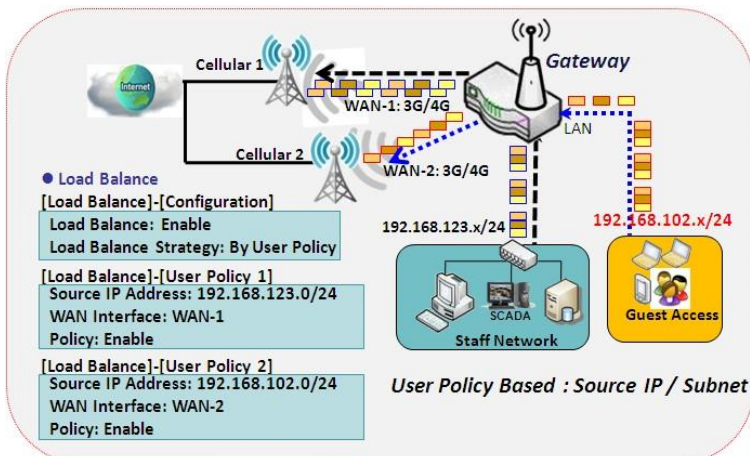 Cellular 1
Gateway
Internet
WAN-1: 3G/4G
LAN
Cellular 2
WAN-2: 3G/4G
● Load Balance
[Load Balance]-[Configuration]
Load Balance: Enable
Load Balance Strategy: By User Policy
192.168.123.x/24
192.168.102.x/24
[Load Balance]-[User Policy 1]
Source IP Address: 192.168.123.0/24
WAN Interface: WAN-1
Policy: Enable
SCADA
Staff Network
Guest Access
[Load Balance]-[User Policy 2]
Source IP Address: 192.168.102.0/24
WAN Interface: WAN-2
Policy: Enable
User Policy Based : Source IP / Subnet